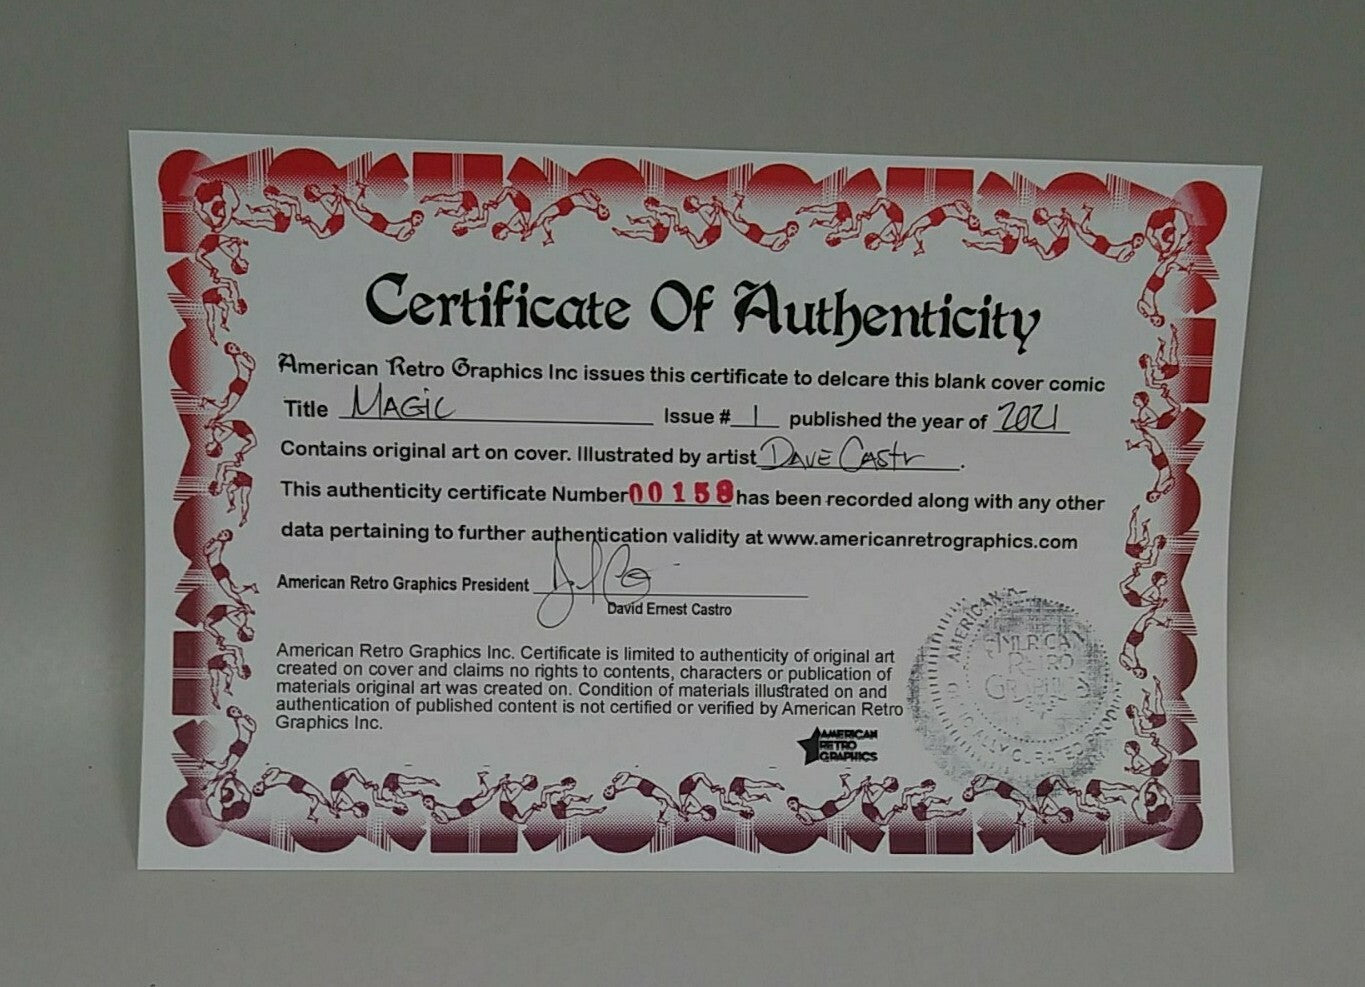 Certificate Of Authenticity
American Retro Graphics Inc issues this certificate to delcare this blank cover comic
Title MAGiC Issue # 1 published the year of 2021
Contains original art on cover. Illustrated by artist DAVE Castr .
This authenticity certificate Number 00158 has been recorded along with any other
data pertaining to further authentication validity at www.americanretrographics.com
American Retro Graphics President
David Ernest Castro
American Retro Graphics Inc. Certificate is limited to authenticity of original art
created on cover and claims no rights to contents, characters or publication of
materials original art was created on. Condition of materials illustrated on and
authentication of published content is not certified or verified by American Retro
Graphics Inc.
AMERICAN
RETRO
GRAPHICS
AMERICAN
AMERICAN
RETRO
GRAPHICS